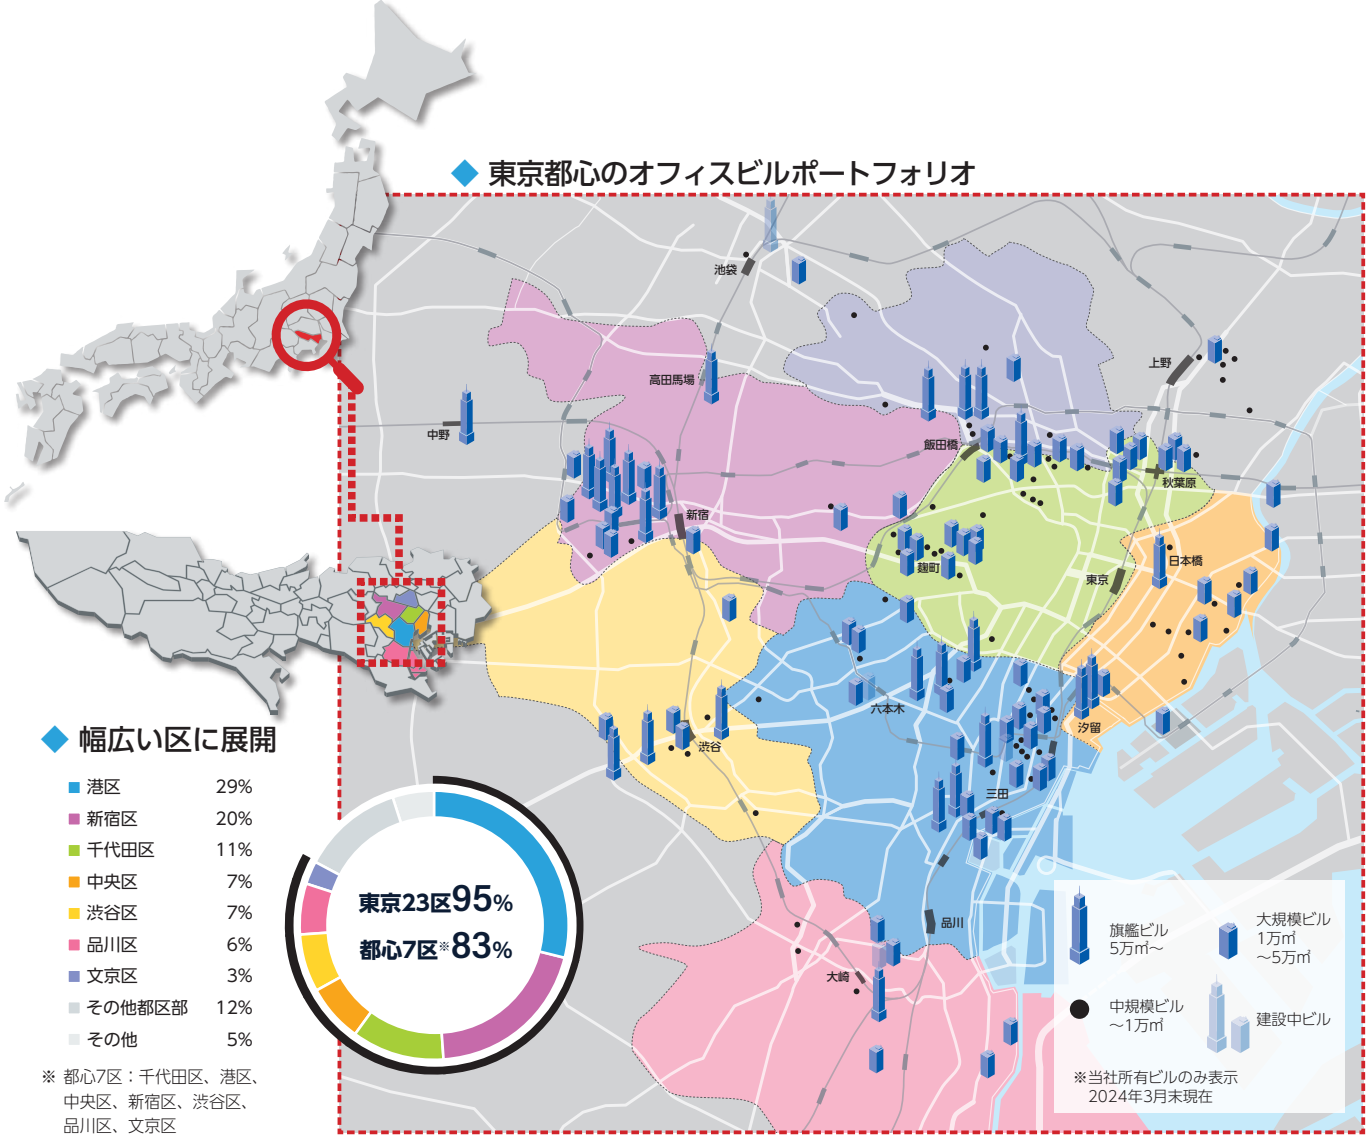 東京都心のオフィスビルポートフォリオ
池袋
上野
高田馬場
中野
飯田橋
秋葉原
新宿
日本橋
麹町
東京
六本木
汐留
渋谷
三田
品川
大崎
幅広い区に展開
港区 29%
新宿区 20%
千代田区 11%
中央区 7%
渋谷区 7%
品川区 6%
文京区 3%
その他都区部 12%
その他 5%
※ 都心7区：千代田区、港区、
中央区、新宿区、渋谷区、
品川区、文京区
東京23区95%
都心7区※83%
旗艦ビル
5万㎡～
大規模ビル
1万㎡
～5万㎡
中規模ビル
～1万㎡
建設中ビル
※当社所有ビルのみ表示
2024年3月末現在